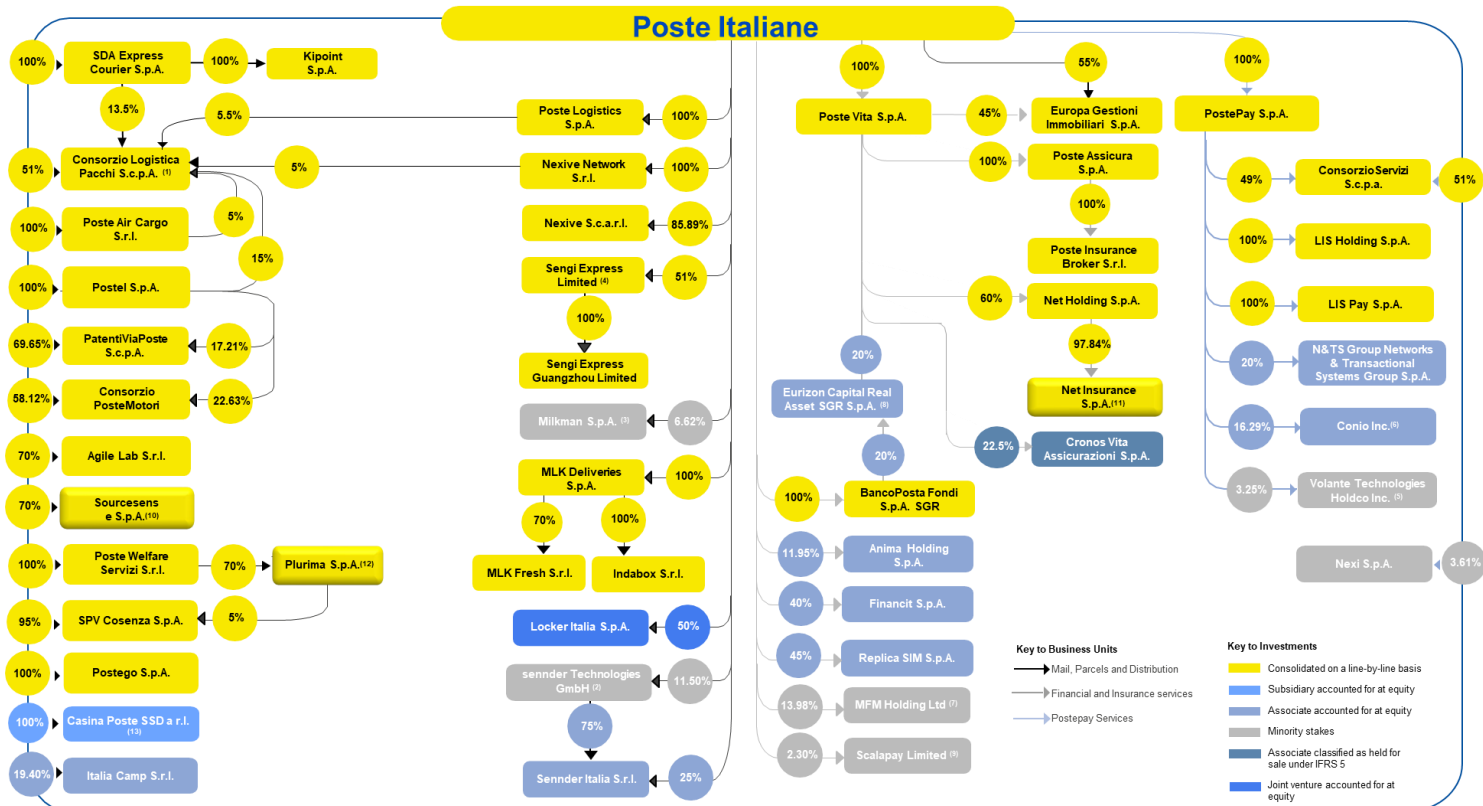 Poste Italiane
100%
SDA Express
Courier S.p.A.
100%
Kipoint
S.p.A.
13.5%
5.5%
51%
Consorzio Logistica
Pacchi S.c.p.A. (1)
5%
100%
Poste Air Cargo
S.r.l.
5%
15%
100%
Postel S.p.A.
69.65%
PatentiViaPoste
S.c.p.A.
17.21%
58.12%
Consorzio
PosteMotori
22.63%
70%
Agile Lab S.r.l.
70%
Sourcesens
e S.p.A.(10)
100%
Poste Welfare
Servizi S.r.l.
70%
Plurima S.p.A.(12)
95%
SPV Cosenza S.p.A.
5%
100%
Postego S.p.A.
100%
Casina Poste SSD a r.l.
(13)
19.40%
Italia Camp S.r.l.
Poste Logistics
S.p.A.
100%
Nexive Network
S.r.l.
100%
Nexive S.c.a.r.l.
85.89%
Sengi Express
Limited (4)
51%
100%
Sengi Express
Guangzhou Limited
Milkman S.p.A. (3)
6.62%
MLK Deliveries
S.p.A.
100%
70%
100%
MLK Fresh S.r.l.
Indabox S.r.l.
Locker Italia S.p.A.
50%
sennder Technologies
GmbH (2)
11.50%
75%
Sennder Italia S.r.l.
25%
100%
Poste Vita S.p.A.
45%
55%
Europa Gestioni
Immobiliari S.p.A.
100%
Poste Assicura
S.p.A.
100%
Poste Insurance
Broker S.r.l.
60%
Net Holding S.p.A.
97.84%
Net Insurance
S.p.A.(11)
20%
Eurizon Capital Real
Asset SGR S.p.A. (8)
20%
22.5%
Cronos Vita
Assicurazioni S.p.A.
100%
BancoPosta Fondi
S.p.A. SGR
11.95%
Anima Holding
S.p.A.
40%
Financit S.p.A.
45%
Replica SIM S.p.A.
13.98%
MFM Holding Ltd (7)
2.30%
Scalapay Limited (9)
100%
PostePay S.p.A.
49%
ConsorzioServizi
S.c.p.a.
51%
100%
LIS Holding S.p.A.
100%
LIS Pay S.p.A.
20%
N&TS Group Networks
& Transactional
Systems Group S.p.A.
16.29%
Conio Inc.(6)
3.25%
Volante Technologies
Holdco Inc. (5)
Nexi S.p.A.
3.61%
Key to Business Units
Mail, Parcels and Distribution
Financial and Insurance services
Postepay Services
Key to Investments
Consolidated on a line-by-line basis
Subsidiary accounted for at equity
Associate accounted for at equity
Minority stakes
Associate classified as held for
sale under IFRS 5
Joint venture accounted for at
equity